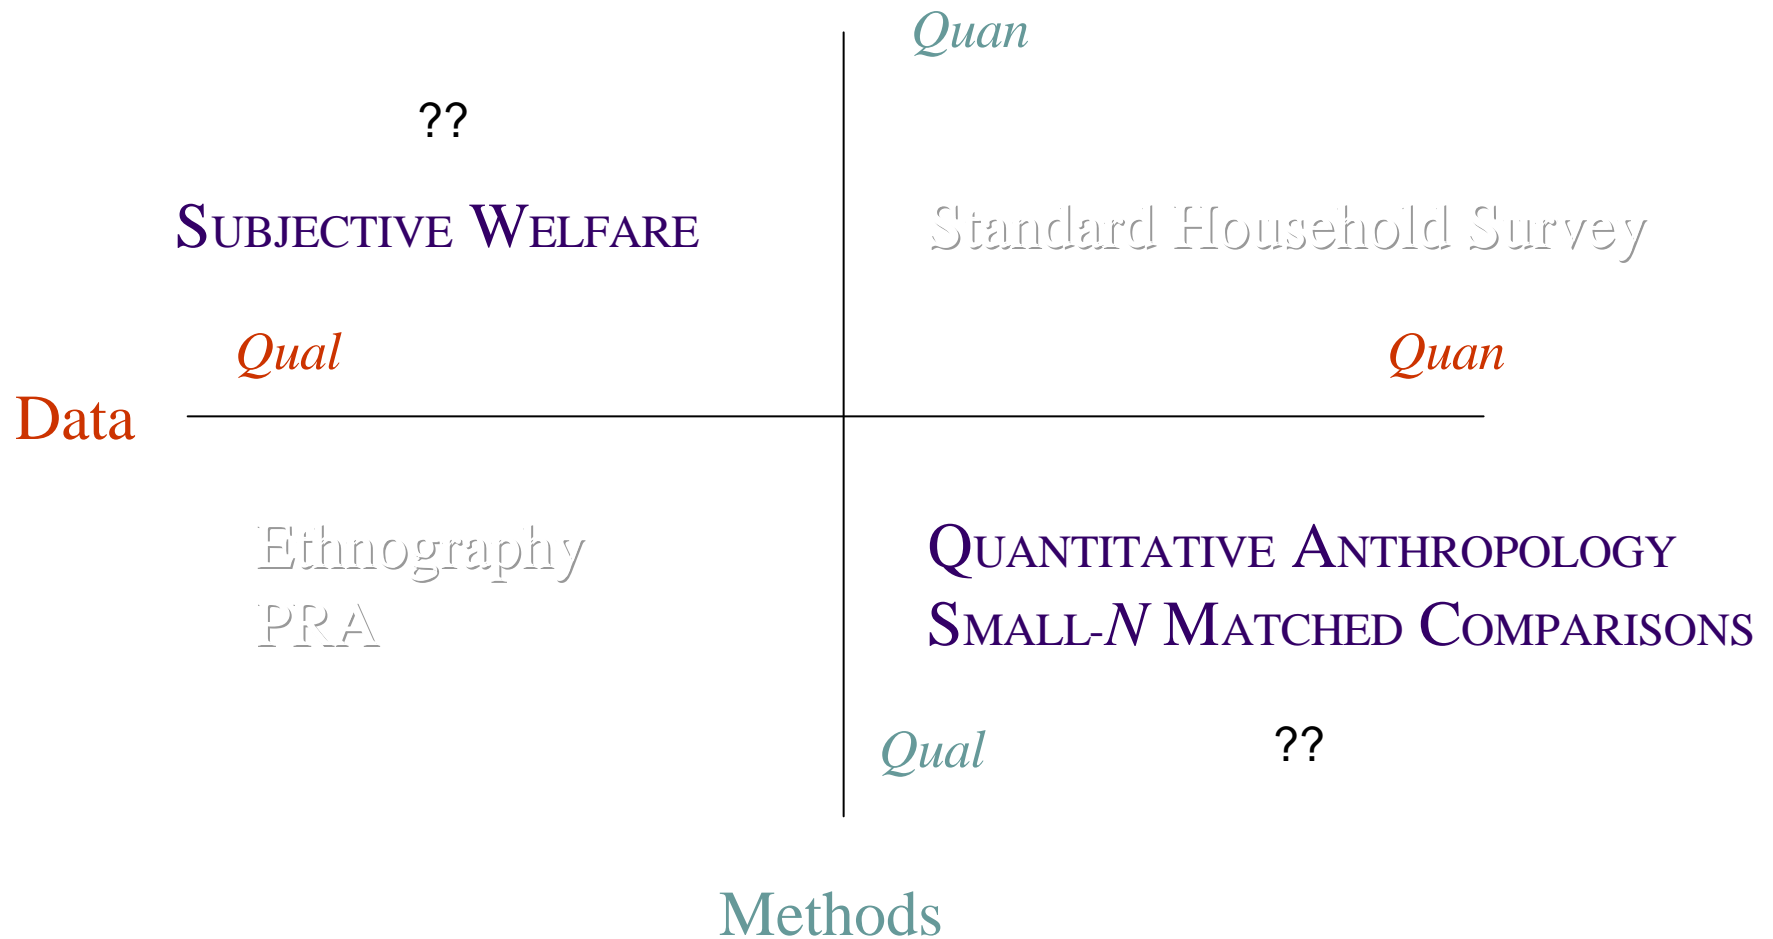 Quan
??
SUBJECTIVE WELFARE
Standard Household Survey
Qual
Quan
Data
Ethnography
PRA
QUANTITATIVE ANTHROPOLOGY
SMALL-N MATCHED COMPARISONS
Qual
??
Methods